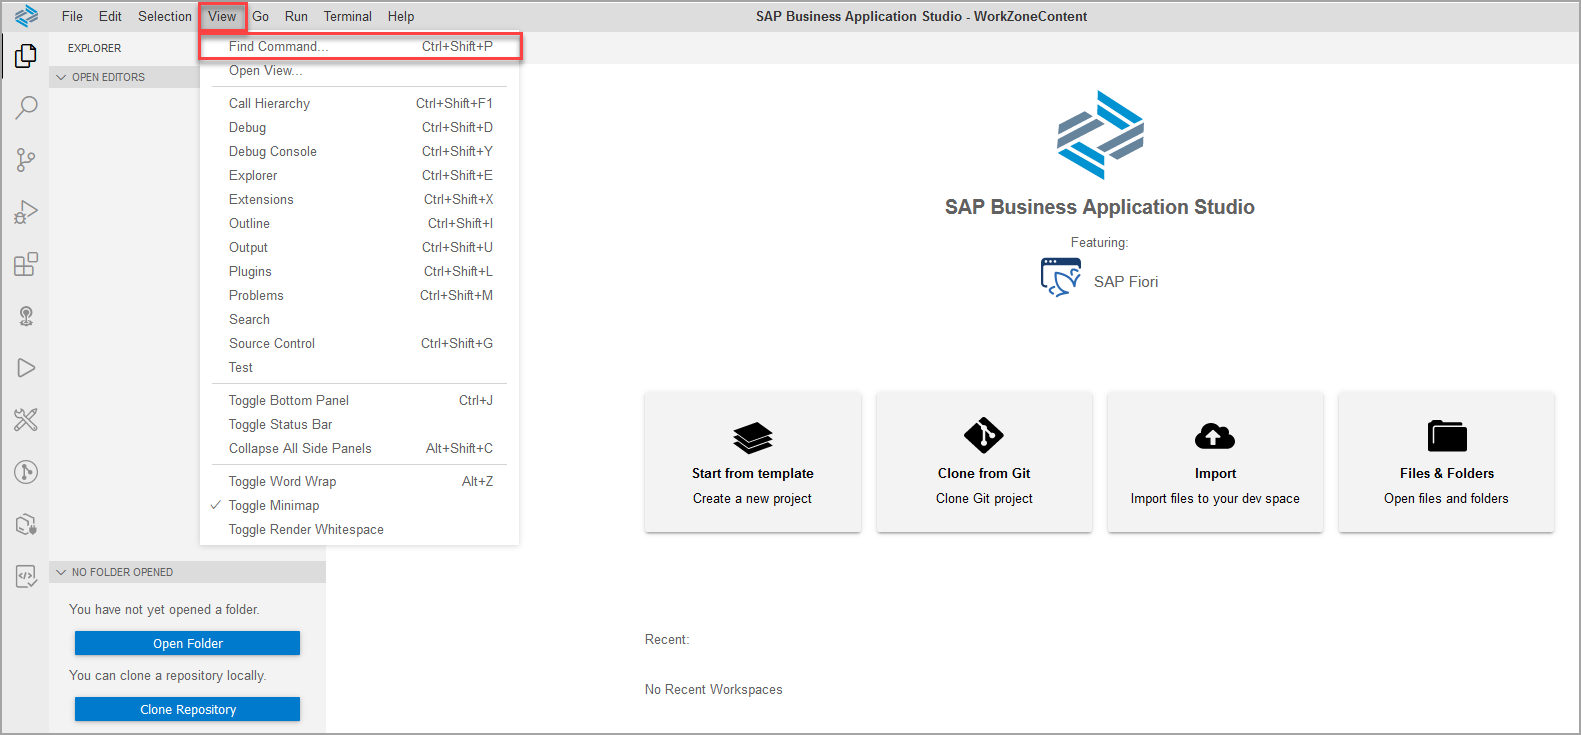 File Edit Selection View Go Run Terminal Help
SAP Business Application Studio - WorkZoneContent
EXPLORER
OPEN EDITORS
Find Command... Ctrl+Shift+P
Open View...
Call Hierarchy Ctrl+Shift+F1
Debug Ctrl+Shift+D
Debug Console Ctrl+Shift+Y
Explorer Ctrl+Shift+E
Extensions Ctrl+Shift+X
Outline Ctrl+Shift+I
Output Ctrl+Shift+U
Plugins Ctrl+Shift+L
Problems Ctrl+Shift+M
Search
Source Control Ctrl+Shift+G
Test
Toggle Bottom Panel Ctrl+J
Toggle Status Bar
Collapse All Side Panels Alt+Shift+C
Toggle Word Wrap Alt+Z
Toggle Minimap
Toggle Render Whitespace
NO FOLDER OPENED
You have not yet opened a folder.
Open Folder
You can clone a repository locally.
Clone Repository
SAP Business Application Studio
Featuring:
SAP Fiori
Start from template
Create a new project
Clone from Git
Clone Git project
Import
Import files to your dev space
Files & Folders
Open files and folders
Recent:
No Recent Workspaces